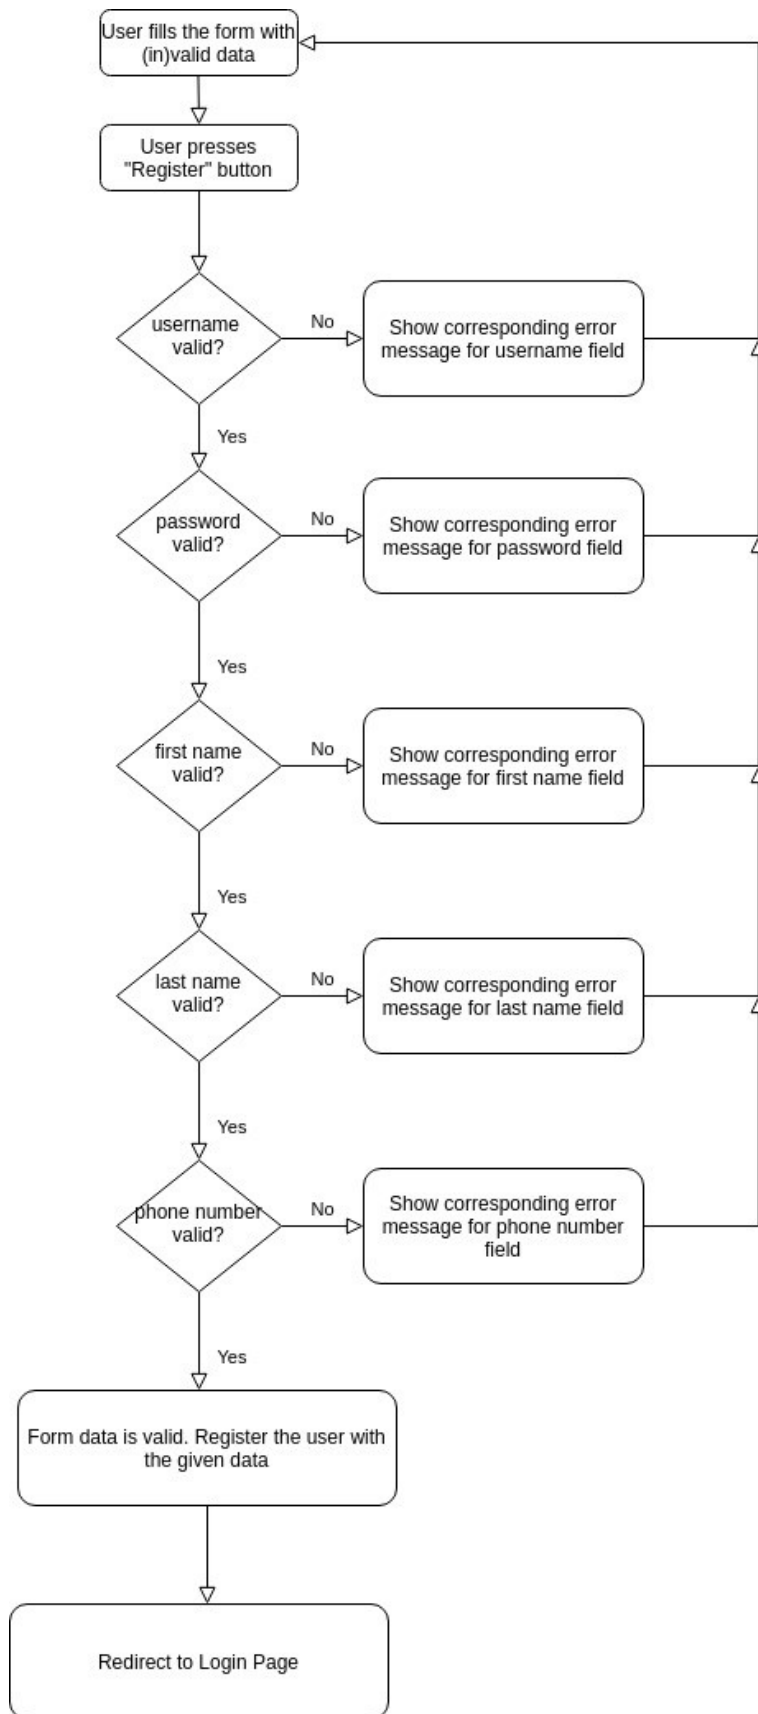 User fills the form with
(in)valid data
User presses
"Register" button
username
valid?
No
Show corresponding error
message for username field
Yes
password
valid?
No
Show corresponding error
message for password field
Yes
first name
valid?
No
Show corresponding error
message for first name field
Yes
last name
valid?
No
Show corresponding error
message for last name field
Yes
phone number
valid?
No
Show corresponding error
message for phone number
field
Yes
Form data is valid. Register the user with
the given data
Redirect to Login Page